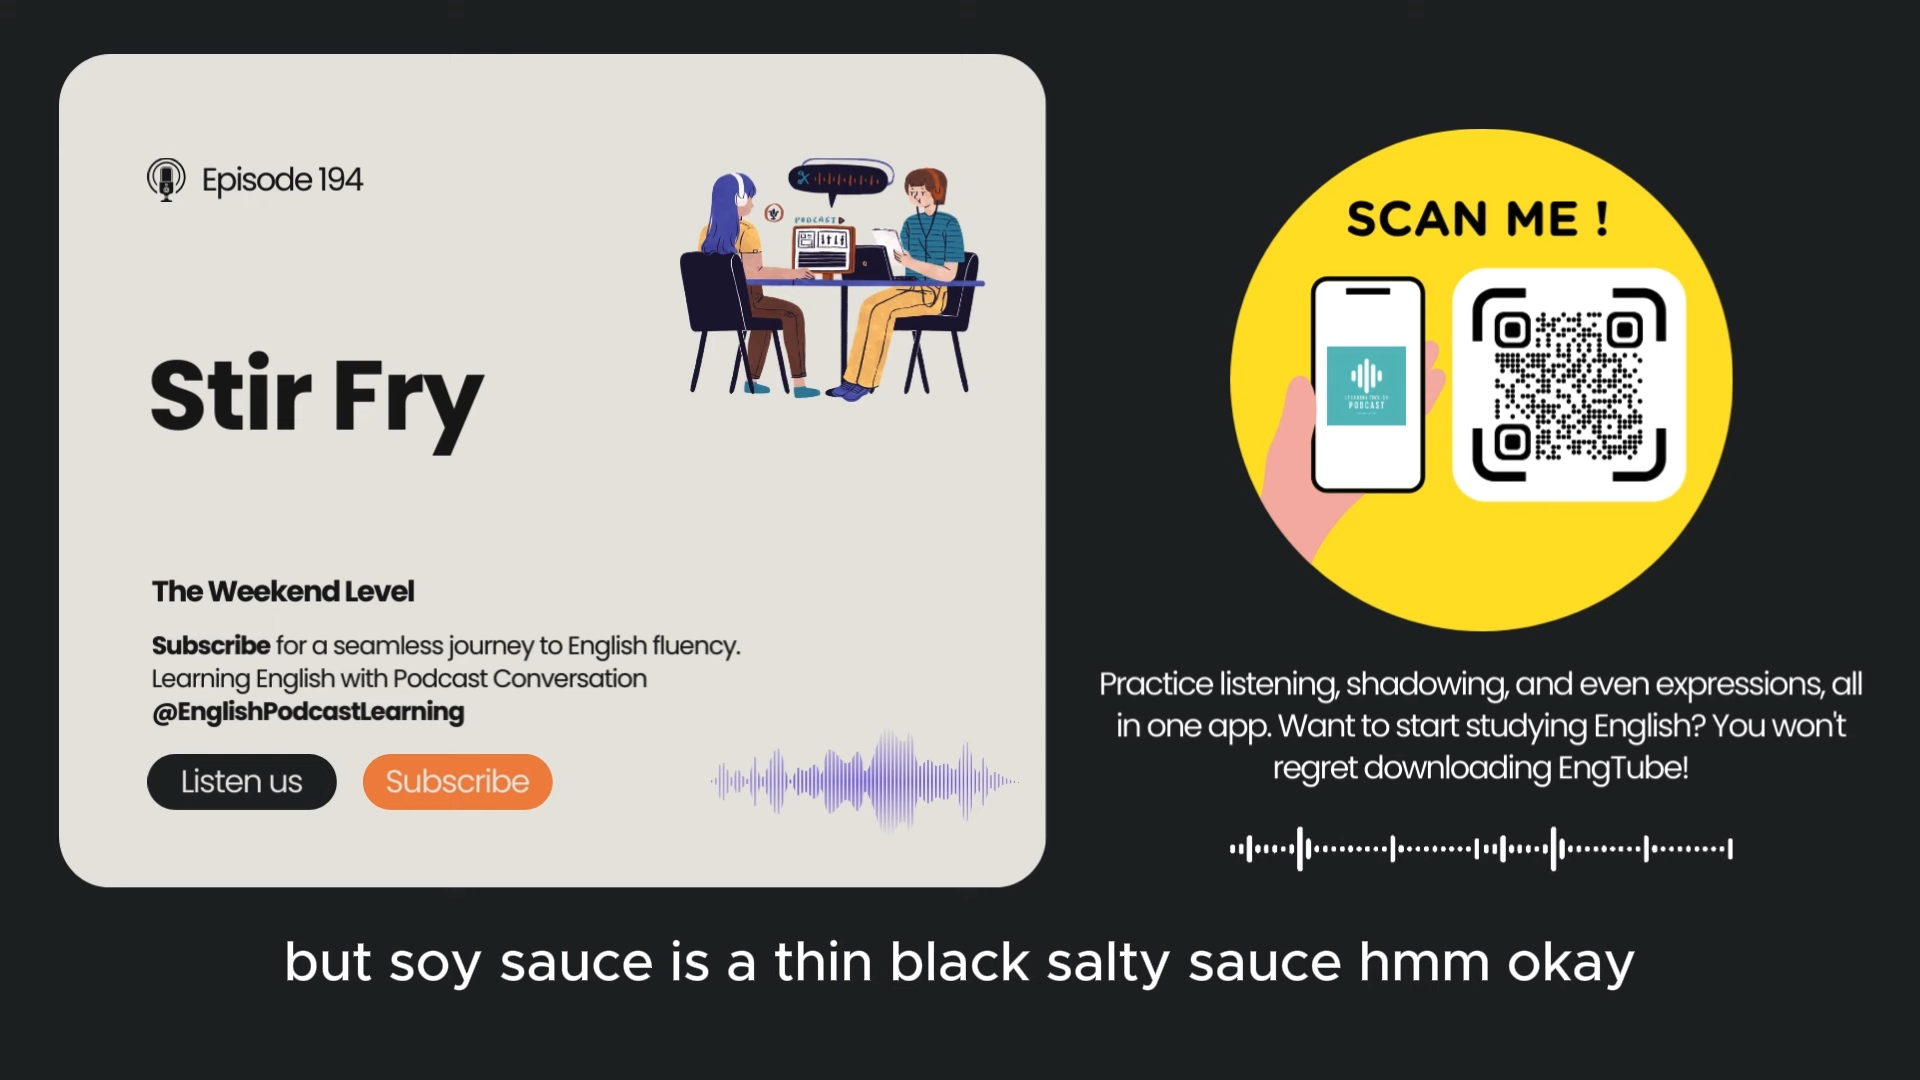 Episode 194
PODCAST
Stir Fry
The Weekend Level
Subscribe for a seamless journey to English fluency.
Learning English with Podcast Conversation
@EnglishPodcastLearning
Listen us
Subscribe
SCAN ME !
PODCAST
Practice listening, shadowing, and even expressions, all
in one app. Want to start studying English? You won't
regret downloading EngTube!
but soy sauce is a thin black salty sauce hmm okay